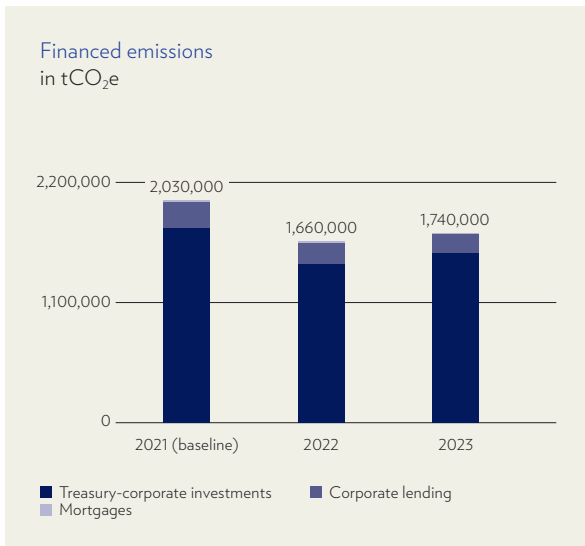 Financed emissions
in tCO₂e
2,200,000
2,030,000
1,660,000
1,740,000
1,100,000
0
2021 (baseline) 2022 2023
Treasury-corporate investments Corporate lending
Mortgages